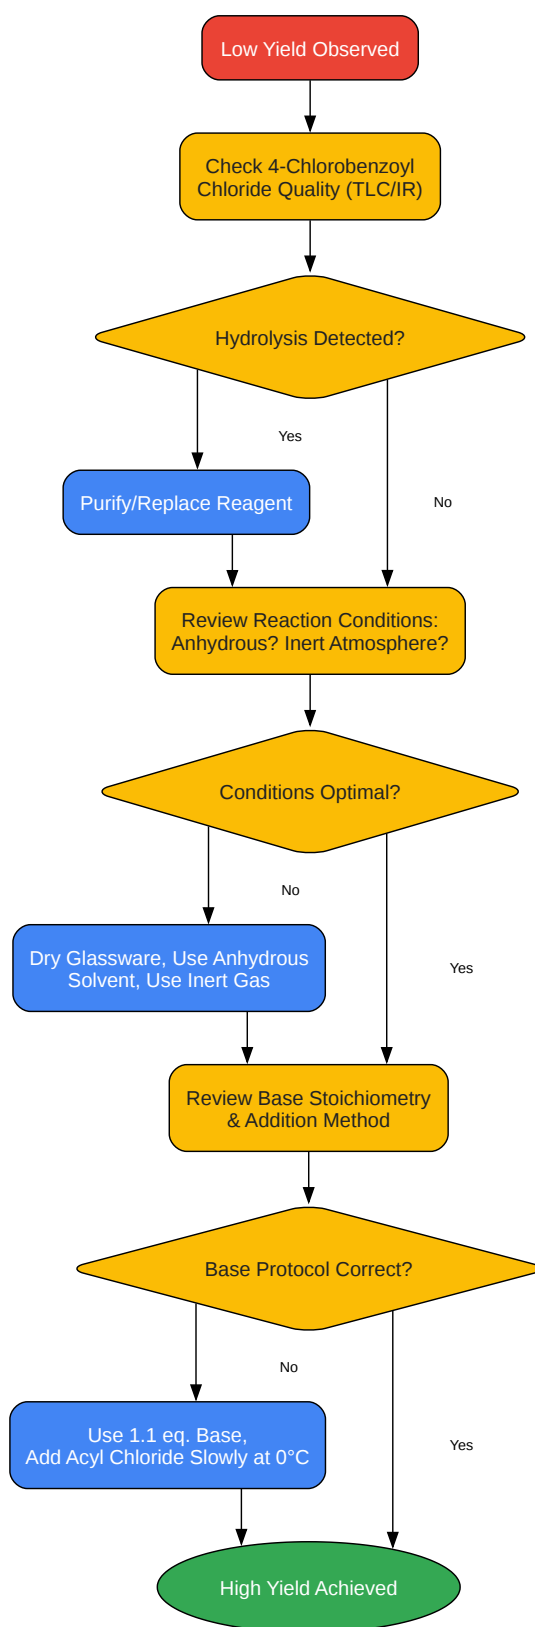 Low Yield Observed
Check 4-Chlorobenzoyl
Chloride Quality (TLC/IR)
Hydrolysis Detected?
Yes
Purify/Replace Reagent
No
Review Reaction Conditions:
Anhydrous? Inert Atmosphere?
Conditions Optimal?
No
Dry Glassware, Use Anhydrous
Solvent, Use Inert Gas
Yes
Review Base Stoichiometry
& Addition Method
Base Protocol Correct?
No
Use 1.1 eq. Base,
Add Acyl Chloride Slowly at 0°C
Yes
High Yield Achieved